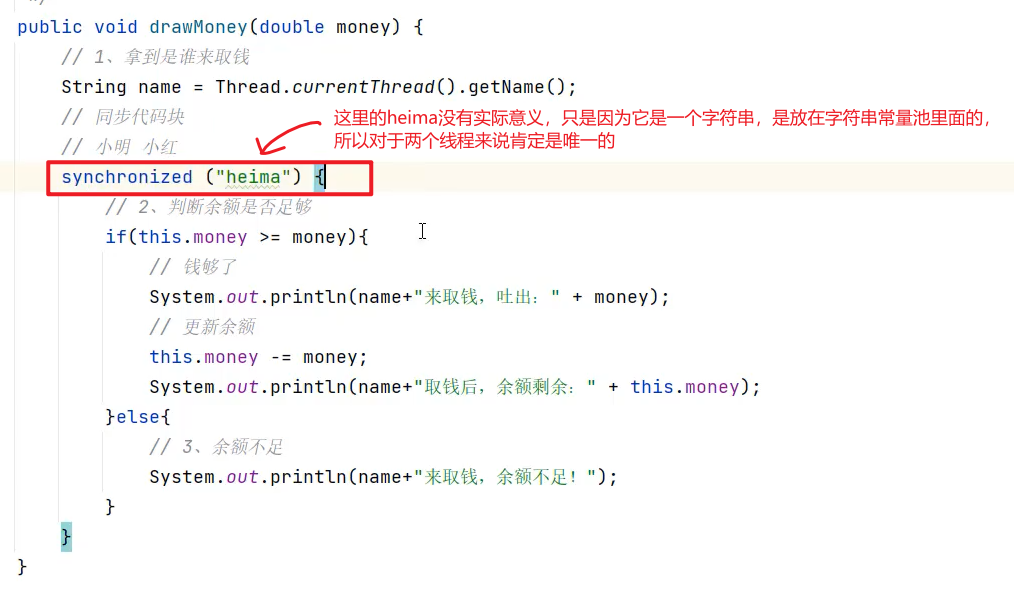 */
public void drawMoney(double money) {
// 1、拿到是谁来取钱
String name = Thread.currentThread().getName();
// 同步代码块
这里的heima没有实际意义，只是因为它是一个字符串，是放在字符串常量池里面的，
所以对于两个线程来说肯定是唯一的
// 小明 小红
synchronized ("heima") {
// 2、判断余额是否足够
if(this.money >= money){
// 钱够了
System.out.println(name+"来取钱，吐出：" + money);
// 更新余额
this.money -= money;
System.out.println(name+"取钱后，余额剩余：" + this.money);
}else{
// 3、余额不足
System.out.println(name+"来取钱，余额不足！");
}
}
}